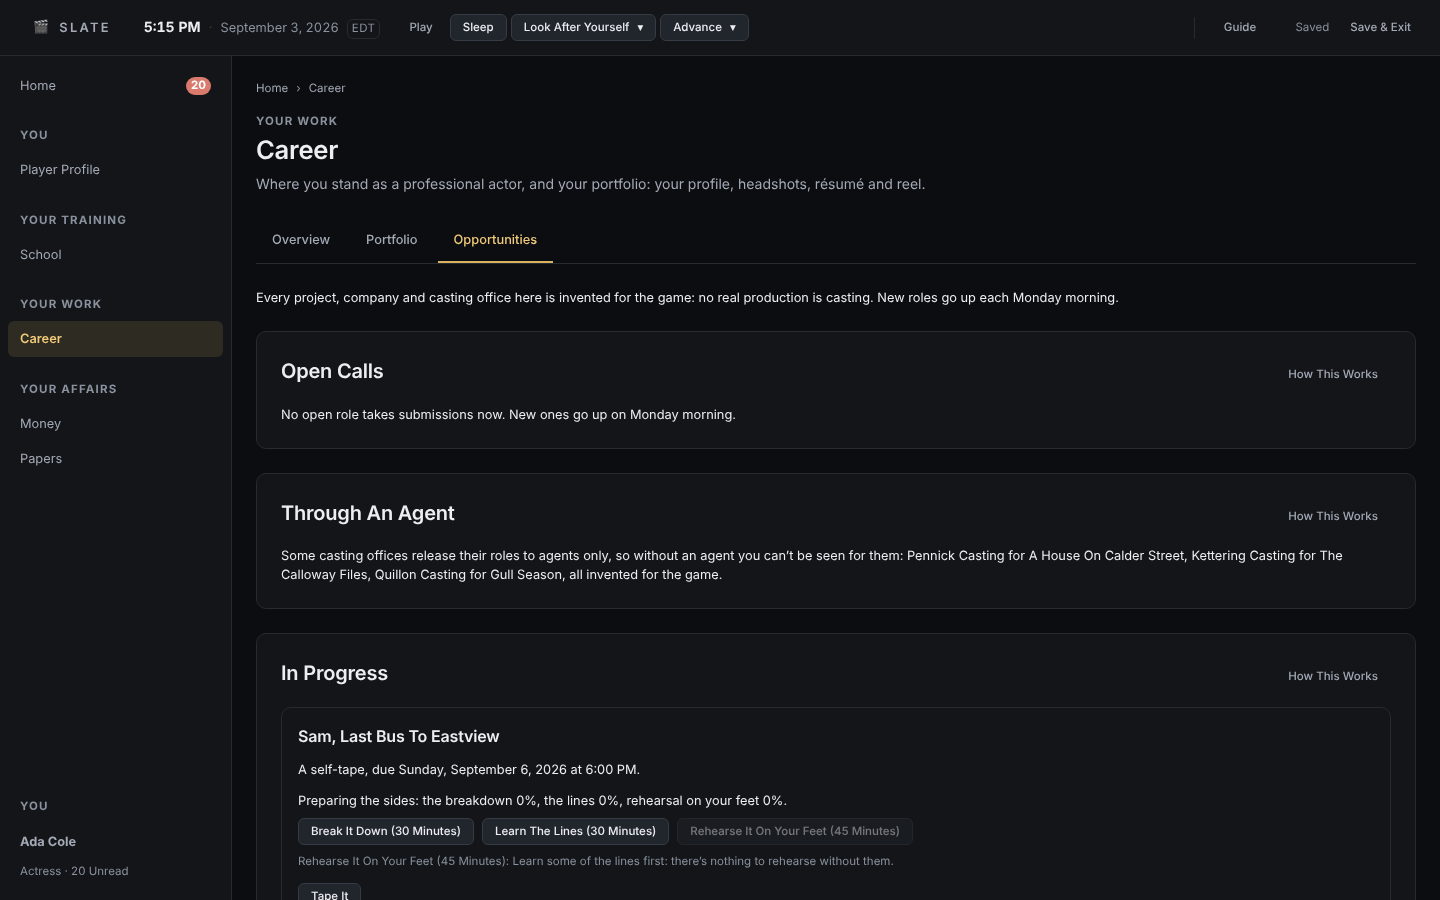 SLATE
5:15 PM · September 3, 2026 EDT
Play
Sleep
Look After Yourself ▾
Advance ▾
Guide
Saved
Save & Exit
Home
20
YOU
Player Profile
YOUR TRAINING
School
YOUR WORK
Career
YOUR AFFAIRS
Money
Papers
YOU
Ada Cole
Actress · 20 Unread
Home › Career
YOUR WORK
Career
Where you stand as a professional actor, and your portfolio: your profile, headshots, résumé and reel.
Overview
Portfolio
Opportunities
Every project, company and casting office here is invented for the game: no real production is casting. New roles go up each Monday morning.
Open Calls
How This Works
No open role takes submissions now. New ones go up on Monday morning.
Through An Agent
How This Works
Some casting offices release their roles to agents only, so without an agent you can’t be seen for them: Pennick Casting for A House On Calder Street, Kettering Casting for The
Calloway Files, Quillon Casting for Gull Season, all invented for the game.
In Progress
How This Works
Sam, Last Bus To Eastview
A self-tape, due Sunday, September 6, 2026 at 6:00 PM.
Preparing the sides: the breakdown 0%, the lines 0%, rehearsal on your feet 0%.
Break It Down (30 Minutes)
Learn The Lines (30 Minutes)
Rehearse It On Your Feet (45 Minutes)
Rehearse It On Your Feet (45 Minutes): Learn some of the lines first: there’s nothing to rehearse without them.
Tape It